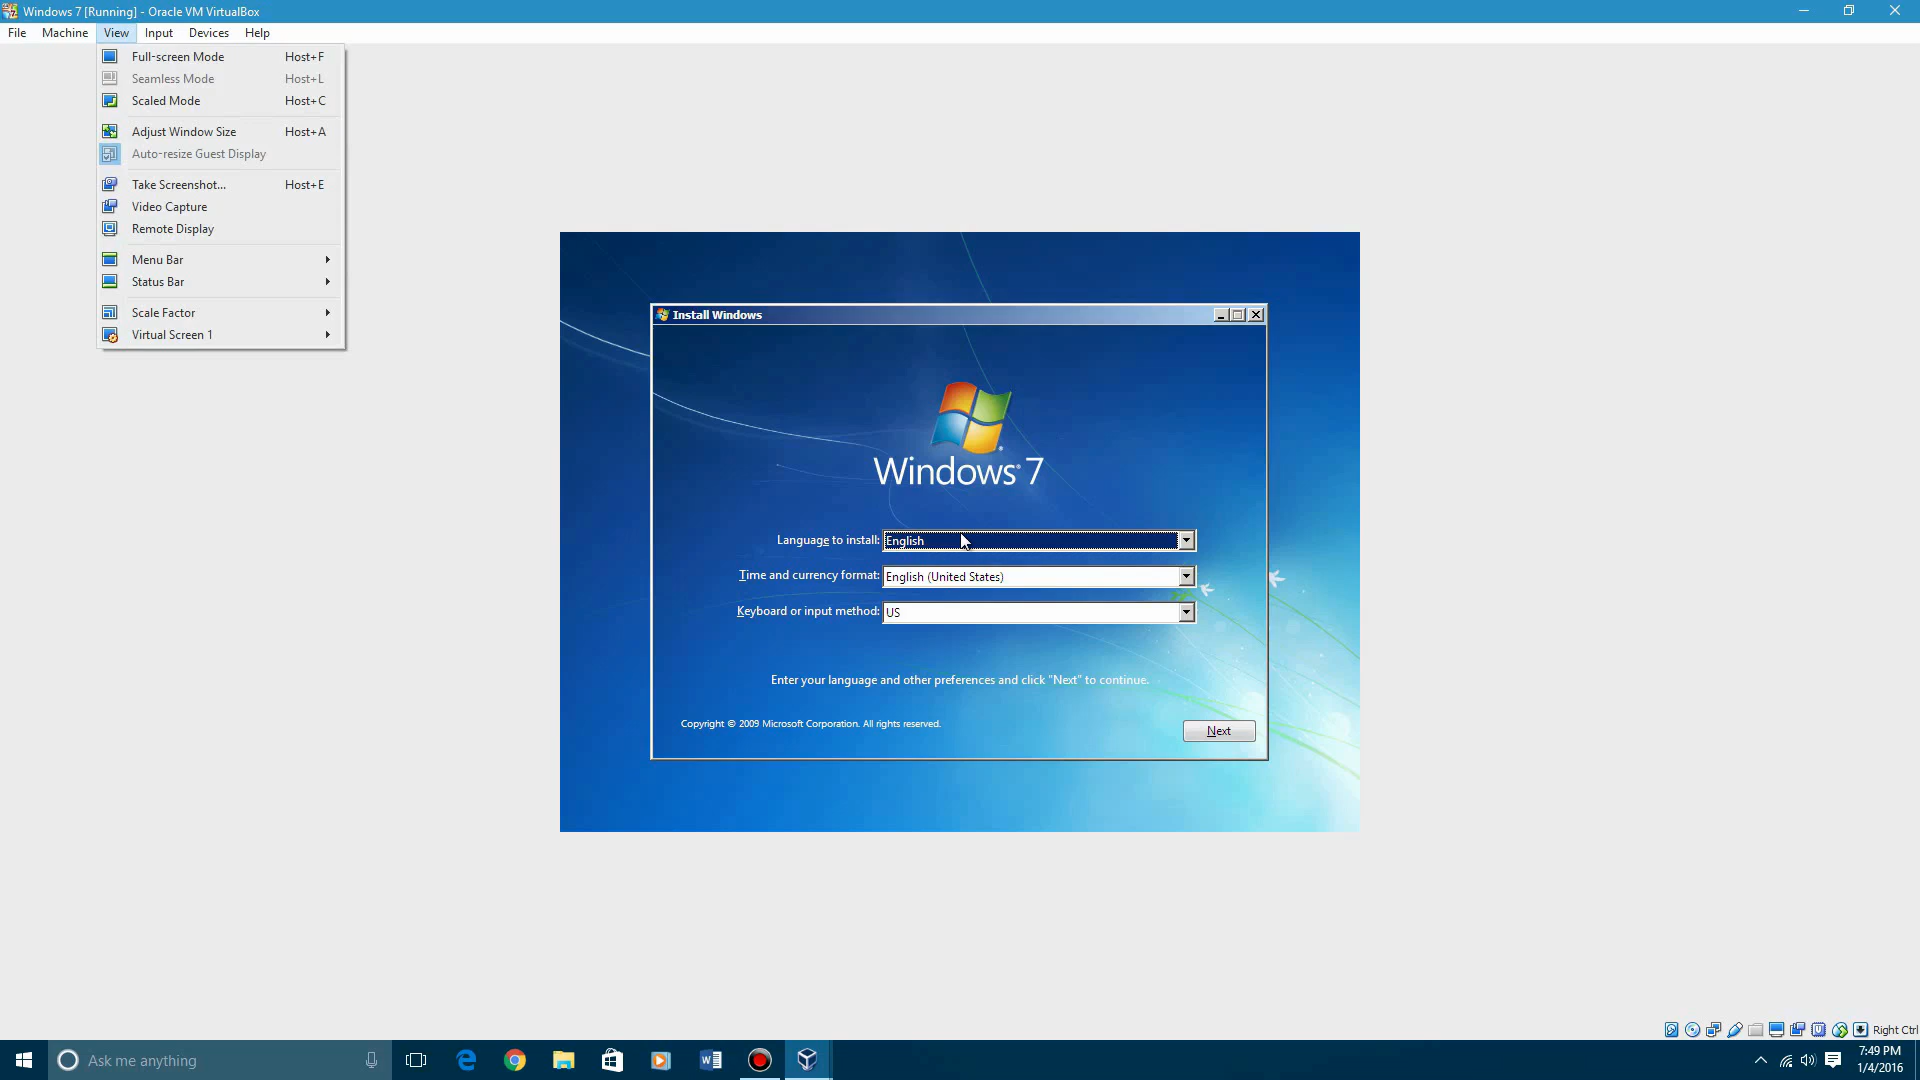 Windows 7 [Running] - Oracle VM VirtualBox
File Machine View Input Devices Help
Full-screen Mode Host+F
Seamless Mode Host+L
Scaled Mode Host+C
Adjust Window Size Host+A
Auto-resize Guest Display
Take Screenshot... Host+E
Video Capture
Remote Display
Menu Bar
Status Bar
Scale Factor
Virtual Screen 1
Install Windows
Windows® 7
Language to install: English
Time and currency format: English (United States)
Keyboard or input method: US
Enter your language and other preferences and click "Next" to continue.
Copyright © 2009 Microsoft Corporation. All rights reserved.
Next
Right Ctrl
Ask me anything
7:49 PM
1/4/2016